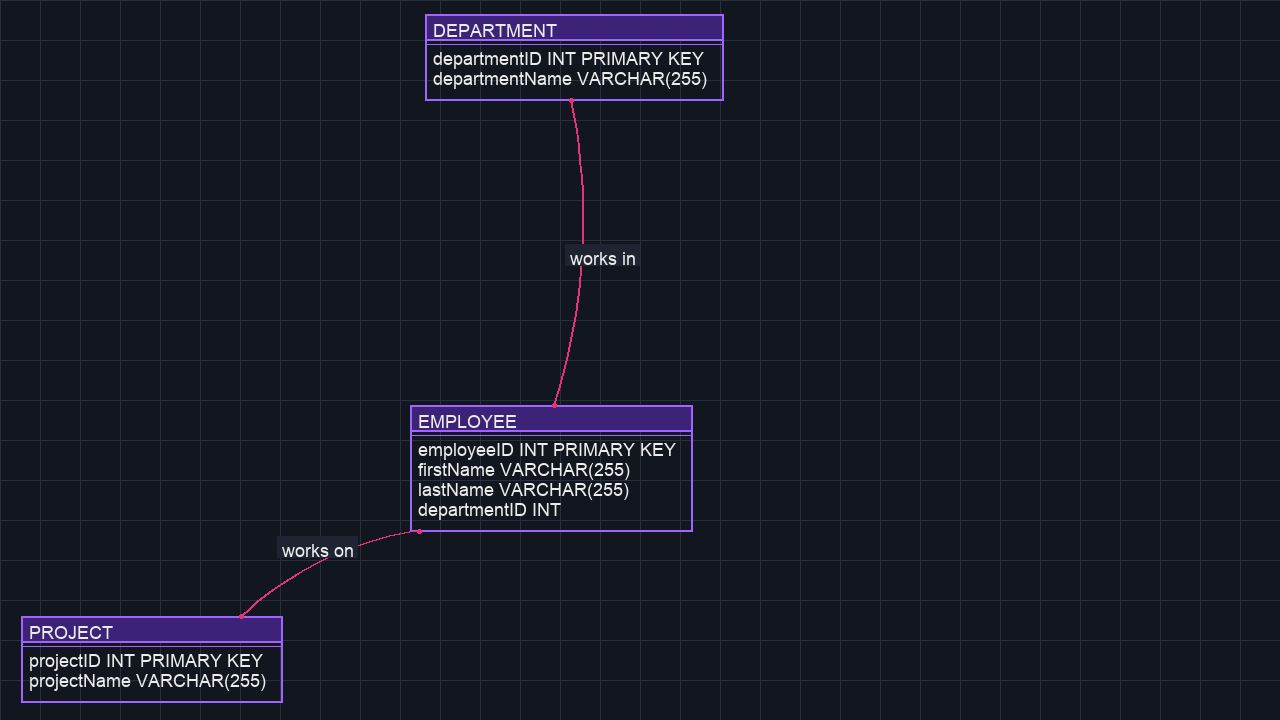 DEPARTMENT
departmentID INT PRIMARY KEY
departmentName VARCHAR(255)
works in
EMPLOYEE
employeeID INT PRIMARY KEY
firstName VARCHAR(255)
lastName VARCHAR(255)
departmentID INT
works on
PROJECT
projectID INT PRIMARY KEY
projectName VARCHAR(255)